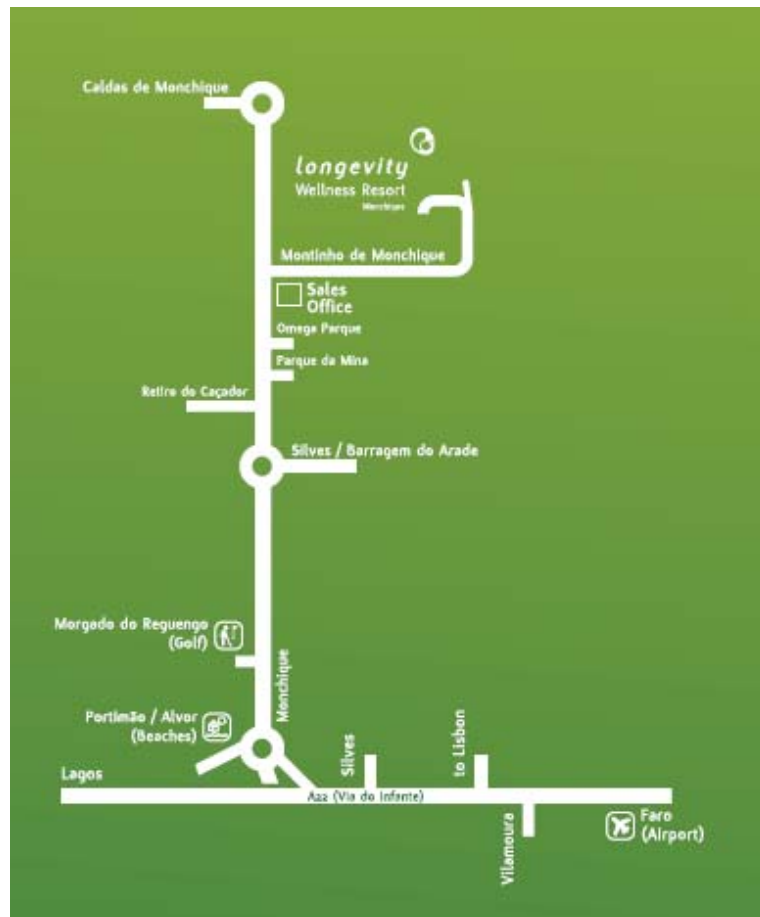 Caldas de Monchique
longevity
Wellness Resort
Monchique
Montinho de Monchique
Sales
Office
Omega Parque
Parque da Mina
Retiro do Caçador
Silves / Barragem do Arade
Morgado do Reguengo
(Golf)
Monchique
Portimão / Alvor
(Beaches)
Silves
to Lisbon
Lagos
A22 (Via do Infante)
Vilamoura
Faro
(Airport)